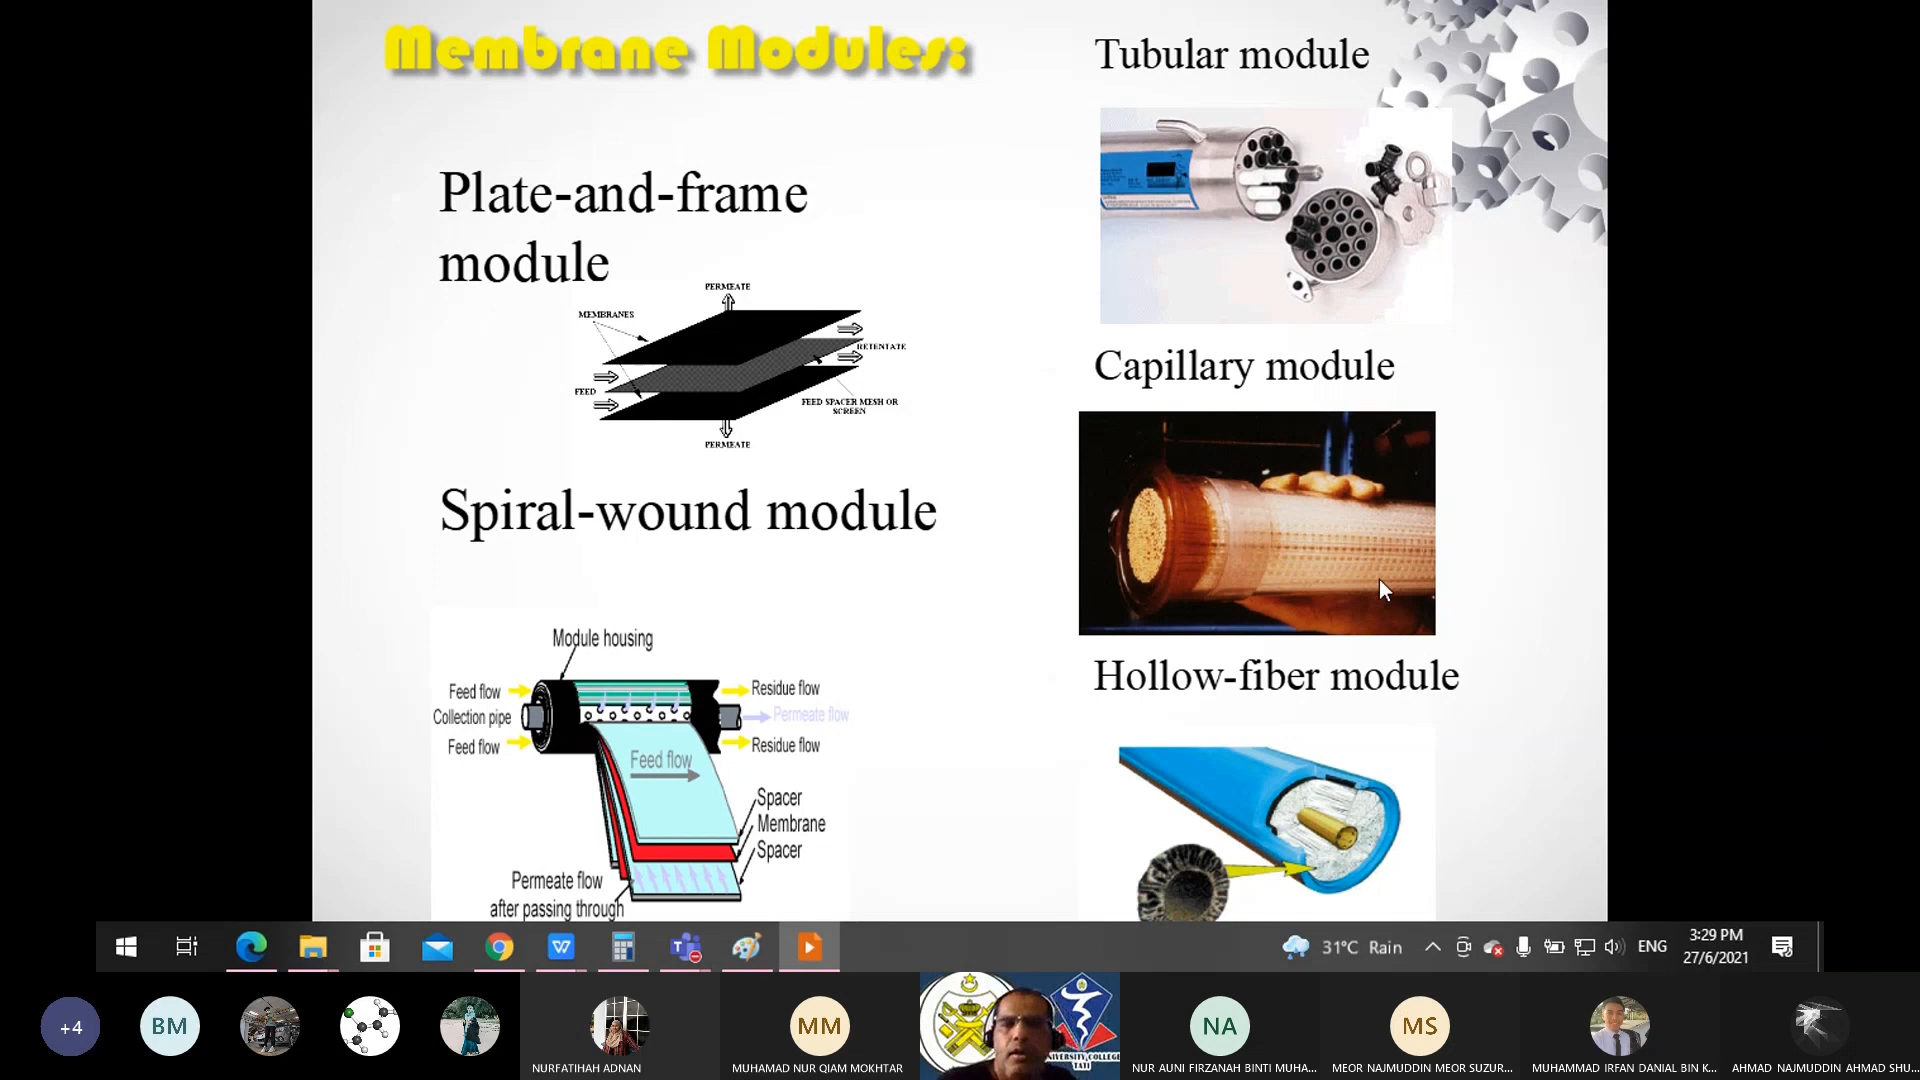 Membrane Modules:
Plate-and-frame
module
PERMEATE
MEMBRANES
RETENTATE
FEED
FEED SPACER MESH OR
SCREEN
PERMEATE
Spiral-wound module
Module housing
Feed flow
Residue flow
Collection pipe
Permeate flow
Feed flow
Residue flow
Feed flow
Spacer
Membrane
Spacer
Permeate flow
after passing through
Tubular module
Capillary module
Hollow-fiber module
31°C Rain
ENG
3:29 PM
27/6/2021
+4
BM
NURFATIHAH ADNAN
MM
MUHAMAD NUR QIAM MOKHTAR
UNIVERSITY COLLEGE
TATI
NA
NUR AUNI FIRZANAH BINTI MUHA...
MS
MEOR NAJMUDDIN MEOR SUZUR...
MUHAMMAD IRFAN DANIAL BIN K...
AHMAD NAJMUDDIN AHMAD SHU...